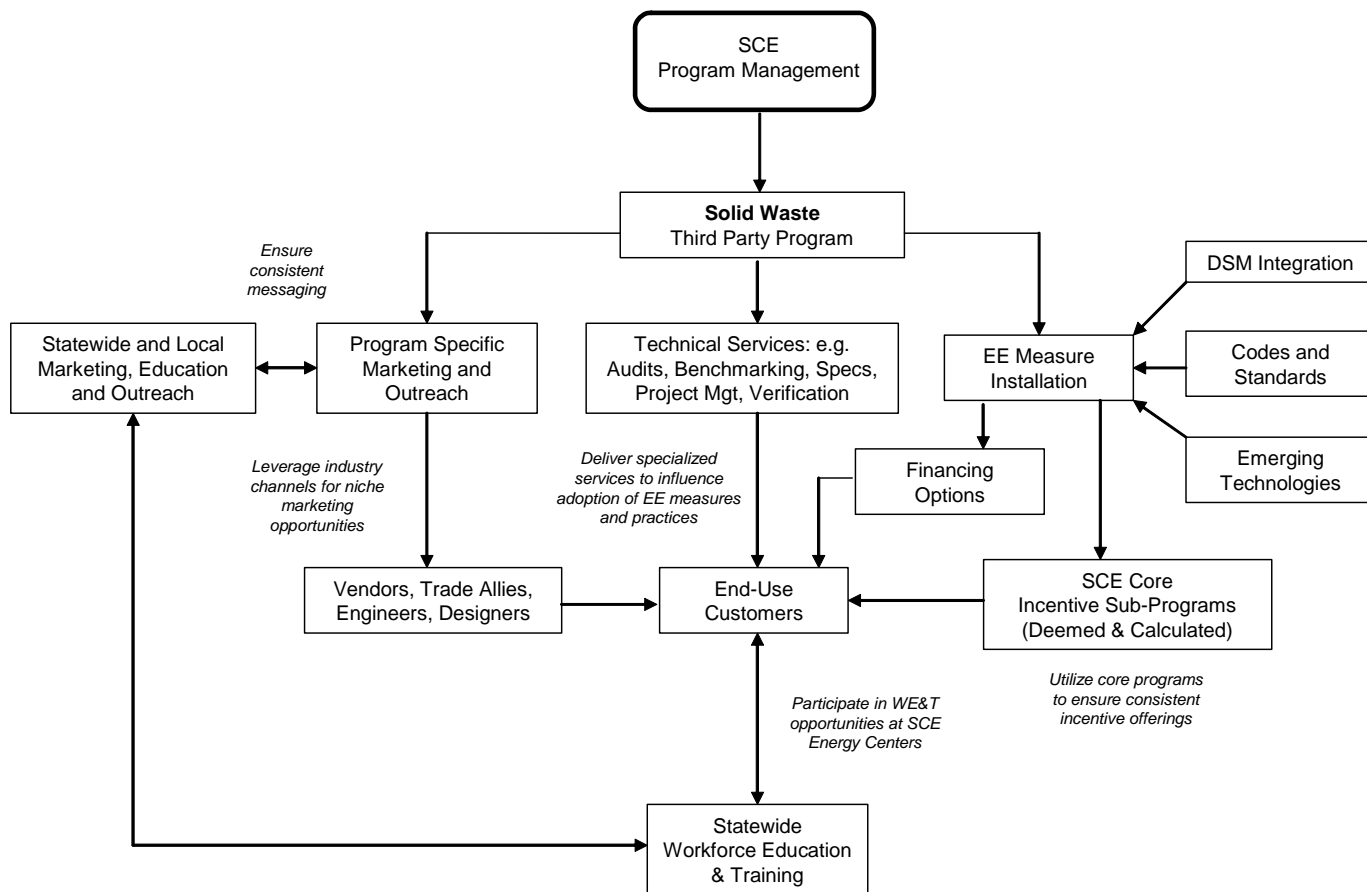 SCE
Program Management
Solid Waste
Third Party Program
Ensure
consistent
messaging
DSM Integration
Statewide and Local
Marketing, Education
and Outreach
Program Specific
Marketing and
Outreach
Technical Services: e.g.
Audits, Benchmarking, Specs,
Project Mgt, Verification
EE Measure
Installation
Codes and
Standards
Leverage industry
channels for niche
marketing
opportunities
Deliver specialized
services to influence
adoption of EE measures
and practices
Financing
Options
Emerging
Technologies
Vendors, Trade Allies,
Engineers, Designers
End-Use
Customers
SCE Core
Incentive Sub-Programs
(Deemed & Calculated)
Participate in WE&T
opportunities at SCE
Energy Centers
Utilize core programs
to ensure consistent
incentive offerings
Statewide
Workforce Education
& Training